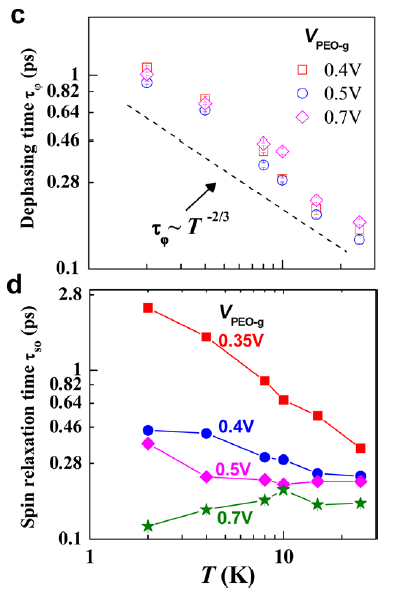 c
V PEO-g
0.4V
0.5V
0.7V
Dephasing time τφ (ps)
1
0.82
0.64
0.46
0.28
0.1
τφ ~ T -2/3
d
V PEO-g
0.35V
0.4V
0.5V
0.7V
Spin relaxation time τso (ps)
2.8
1
0.82
0.64
0.46
0.28
0.1
1
10
T (K)